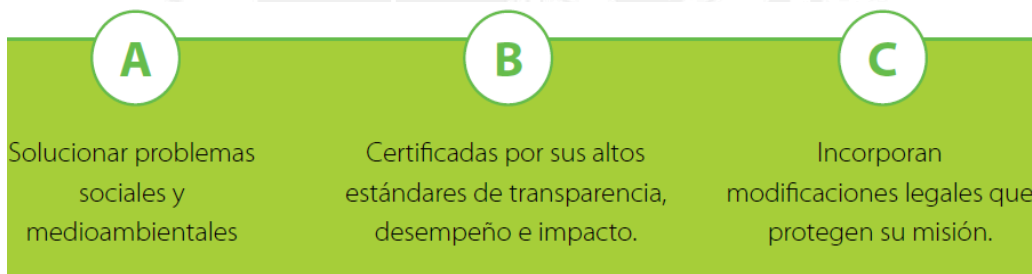 A
Solucionar problemas
sociales y
medioambientales
B
Certificadas por sus altos
estándares de transparencia,
desempeño e impacto.
C
Incorporan
modificaciones legales que
protegen su misión.